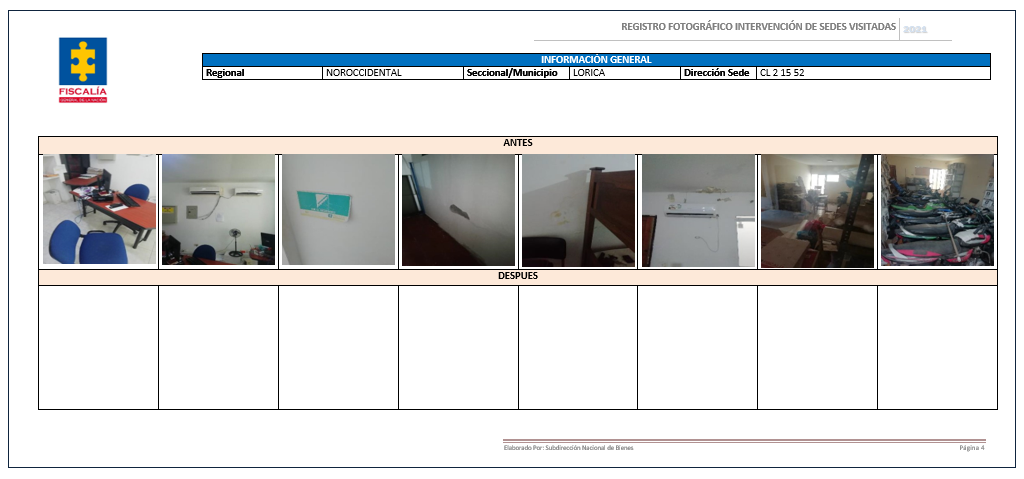 REGISTRO FOTOGRÁFICO INTERVENCIÓN DE SEDES VISITADAS 2021
FISCALÍA
GENERAL DE LA NACIÓN
INFORMACIÓN GENERAL
Regional NOROCCIDENTAL Seccional/Municipio LORICA Dirección Sede CL 2 15 52
ANTES
DESPUES
Elaborado Por: Subdirección Nacional de Bienes Página 4